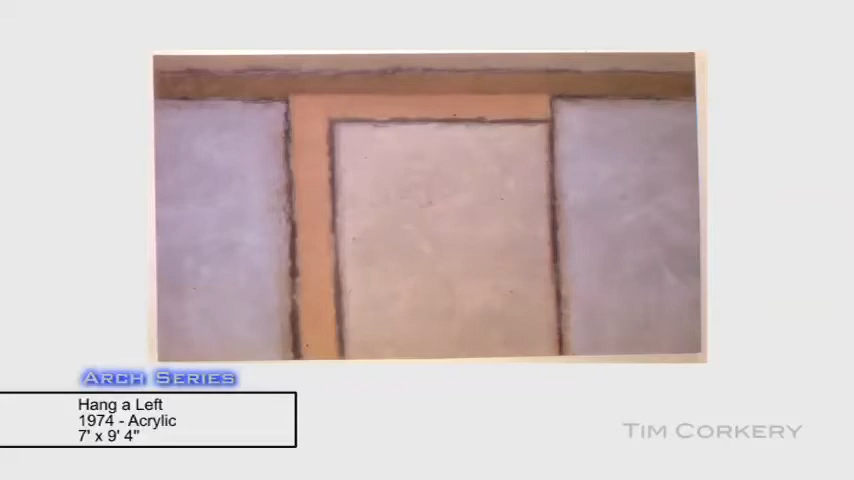 Arch Series
Hang a Left
1974 - Acrylic
7' x 9' 4"
Tim Corkery